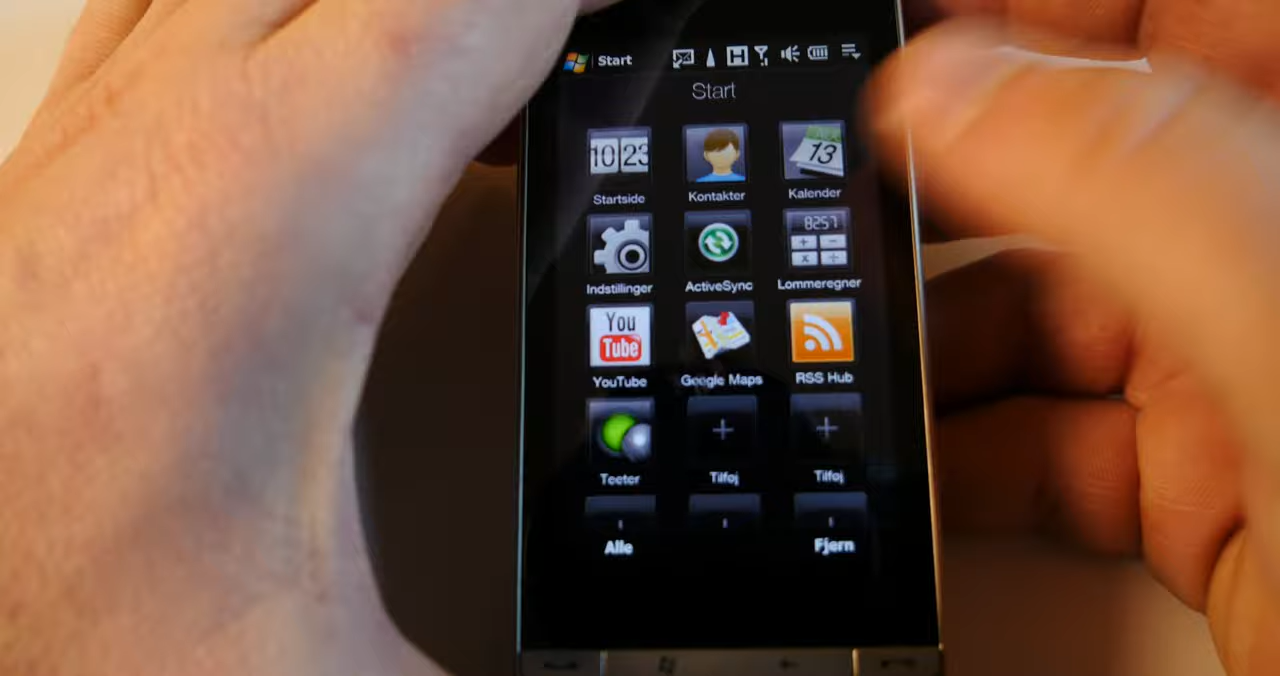 Start
H
Start
10 23
13
Startside Kontakter Kalender
8257
+ −
x ÷
Indstillinger ActiveSync Lommeregner
You
Tube
YouTube Google Maps RSS Hub
+ +
Teeter Tilføj Tilføj
Alle Fjern